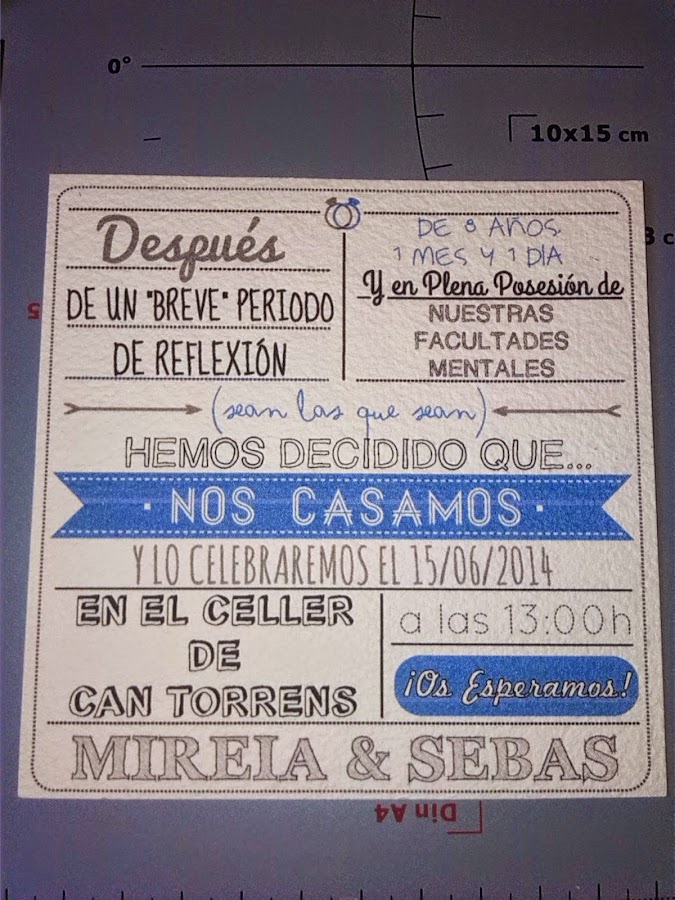 0°
10x15 cm
Después
DE UN "BREVE" PERIODO
DE REFLEXIÓN
DE 8 AÑOS
1 MES Y 1 DÍA
Y en Plena Posesión de
NUESTRAS
FACULTADES
MENTALES
(sean las que sean)
HEMOS DECIDIDO QUE...
· NOS CASAMOS ·
Y LO CELEBRAREMOS EL 15/06/2014
EN EL CELLER
DE
CAN TORRENS
a las 13:00h
¡Os Esperamos!
MIREIA & SEBAS
Din A4